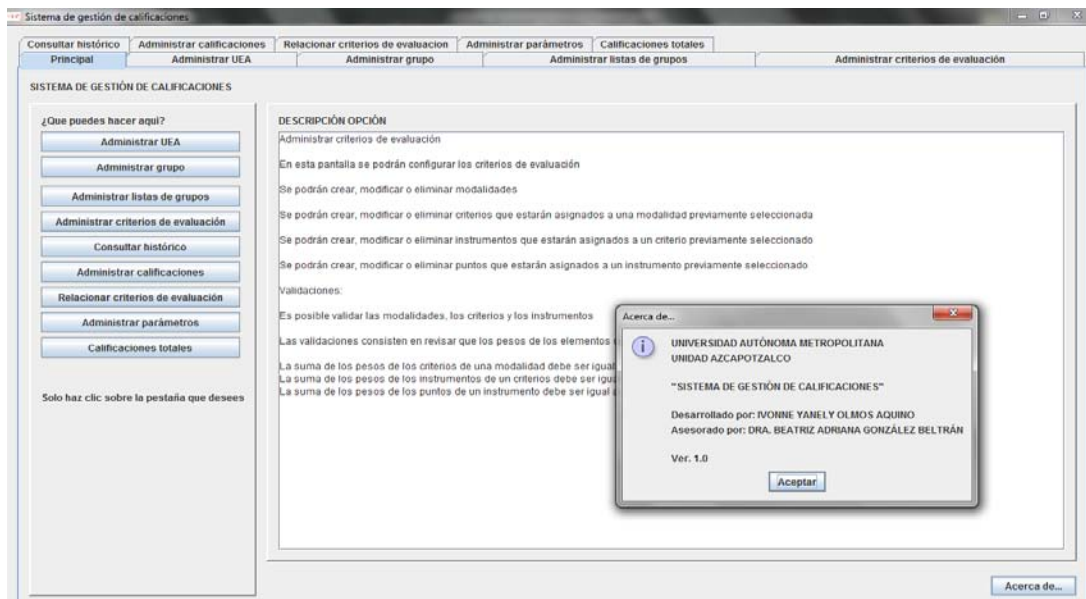 Sistema de gestión de calificaciones
Consultar histórico Administrar calificaciones Relacionar criterios de evaluacion Administrar parámetros Calificaciones totales
Principal Administrar UEA Administrar grupo Administrar listas de grupos Administrar criterios de evaluación
SISTEMA DE GESTIÓN DE CALIFICACIONES
¿Que puedes hacer aqui?
Administrar UEA
Administrar grupo
Administrar listas de grupos
Administrar criterios de evaluación
Consultar histórico
Administrar calificaciones
Relacionar criterios de evaluación
Administrar parámetros
Calificaciones totales
Solo haz clic sobre la pestaña que desees
DESCRIPCIÓN OPCIÓN
Administrar criterios de evaluación
En esta pantalla se podrán configurar los criterios de evaluación
Se podrán crear, modificar o eliminar modalidades
Se podrán crear, modificar o eliminar criterios que estarán asignados a una modalidad previamente seleccionada
Se podrán crear, modificar o eliminar instrumentos que estarán asignados a un criterio previamente seleccionado
Se podrán crear, modificar o eliminar puntos que estarán asignados a un instrumento previamente seleccionado
Validaciones:
Es posible validar las modalidades, los criterios y los instrumentos
Las validaciones consisten en revisar que los pesos de los elementos
La suma de los pesos de los criterios de una modalidad debe ser igual
La suma de los pesos de los instrumentos de un criterios debe ser igu
La suma de los pesos de los puntos de un instrumento debe ser igual
Acerca de...
UNIVERSIDAD AUTÓNOMA METROPOLITANA
UNIDAD AZCAPOTZALCO
"SISTEMA DE GESTIÓN DE CALIFICACIONES"
Desarrollado por: IVONNE YANELY OLMOS AQUINO
Asesorado por: DRA. BEATRIZ ADRIANA GONZÁLEZ BELTRÁN
Ver. 1.0
Aceptar
Acerca de...